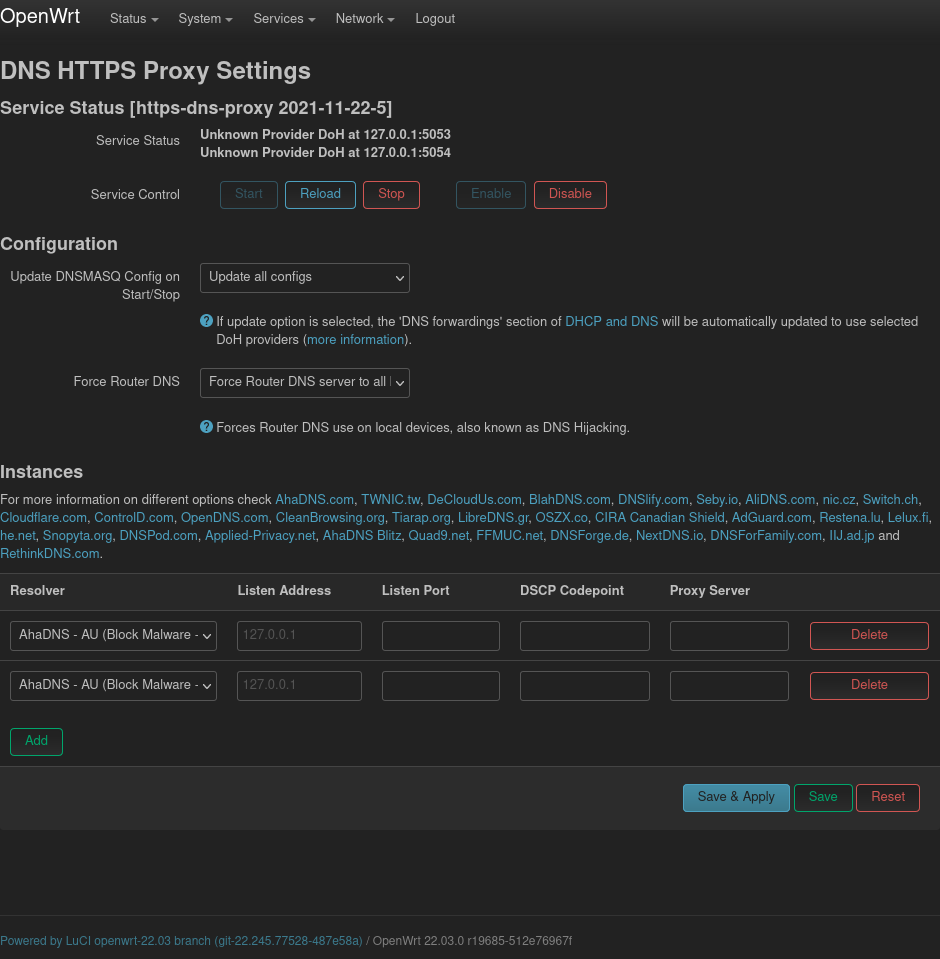 OpenWrt Status System Services Network Logout
DNS HTTPS Proxy Settings
Service Status [https-dns-proxy 2021-11-22-5]
Service Status
Unknown Provider DoH at 127.0.0.1:5053
Unknown Provider DoH at 127.0.0.1:5054
Service Control Start Reload Stop Enable Disable
Configuration
Update DNSMASQ Config on
Start/Stop
Update all configs
If update option is selected, the 'DNS forwardings' section of DHCP and DNS will be automatically updated to use selected
DoH providers (more information).
Force Router DNS Force Router DNS server to all
Forces Router DNS use on local devices, also known as DNS Hijacking.
Instances
For more information on different options check AhaDNS.com, TWNIC.tw, DeCloudUs.com, BlahDNS.com, DNSlify.com, Seby.io, AliDNS.com, nic.cz, Switch.ch,
Cloudflare.com, ControlD.com, OpenDNS.com, CleanBrowsing.org, Tiarap.org, LibreDNS.gr, OSZX.co, CIRA Canadian Shield, AdGuard.com, Restena.lu, Lelux.fi,
he.net, Snopyta.org, DNSPod.com, Applied-Privacy.net, AhaDNS Blitz, Quad9.net, FFMUC.net, DNSForge.de, NextDNS.io, DNSForFamily.com, IIJ.ad.jp and
RethinkDNS.com.
Resolver Listen Address Listen Port DSCP Codepoint Proxy Server
AhaDNS - AU (Block Malware - 127.0.0.1 Delete
AhaDNS - AU (Block Malware - 127.0.0.1 Delete
Add
Save & Apply Save Reset
Powered by LuCI openwrt-22.03 branch (git-22.245.77528-487e58a) / OpenWrt 22.03.0 r19685-512e76967f